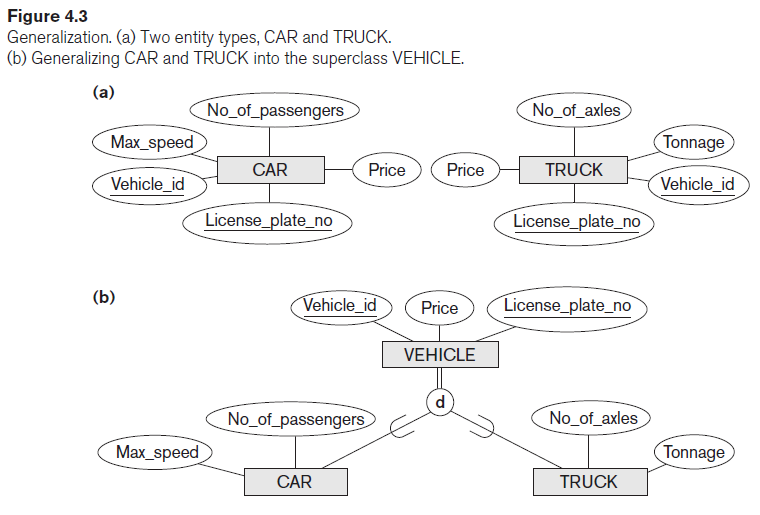 Figure 4.3
Generalization. (a) Two entity types, CAR and TRUCK.
(b) Generalizing CAR and TRUCK into the superclass VEHICLE.
(a)
No_of_passengers
No_of_axles
Max_speed
Tonnage
CAR
Price
Price
TRUCK
Vehicle_id
Vehicle_id
License_plate_no
License_plate_no
(b)
Vehicle_id
Price
License_plate_no
VEHICLE
d
No_of_passengers
No_of_axles
Max_speed
Tonnage
CAR
TRUCK